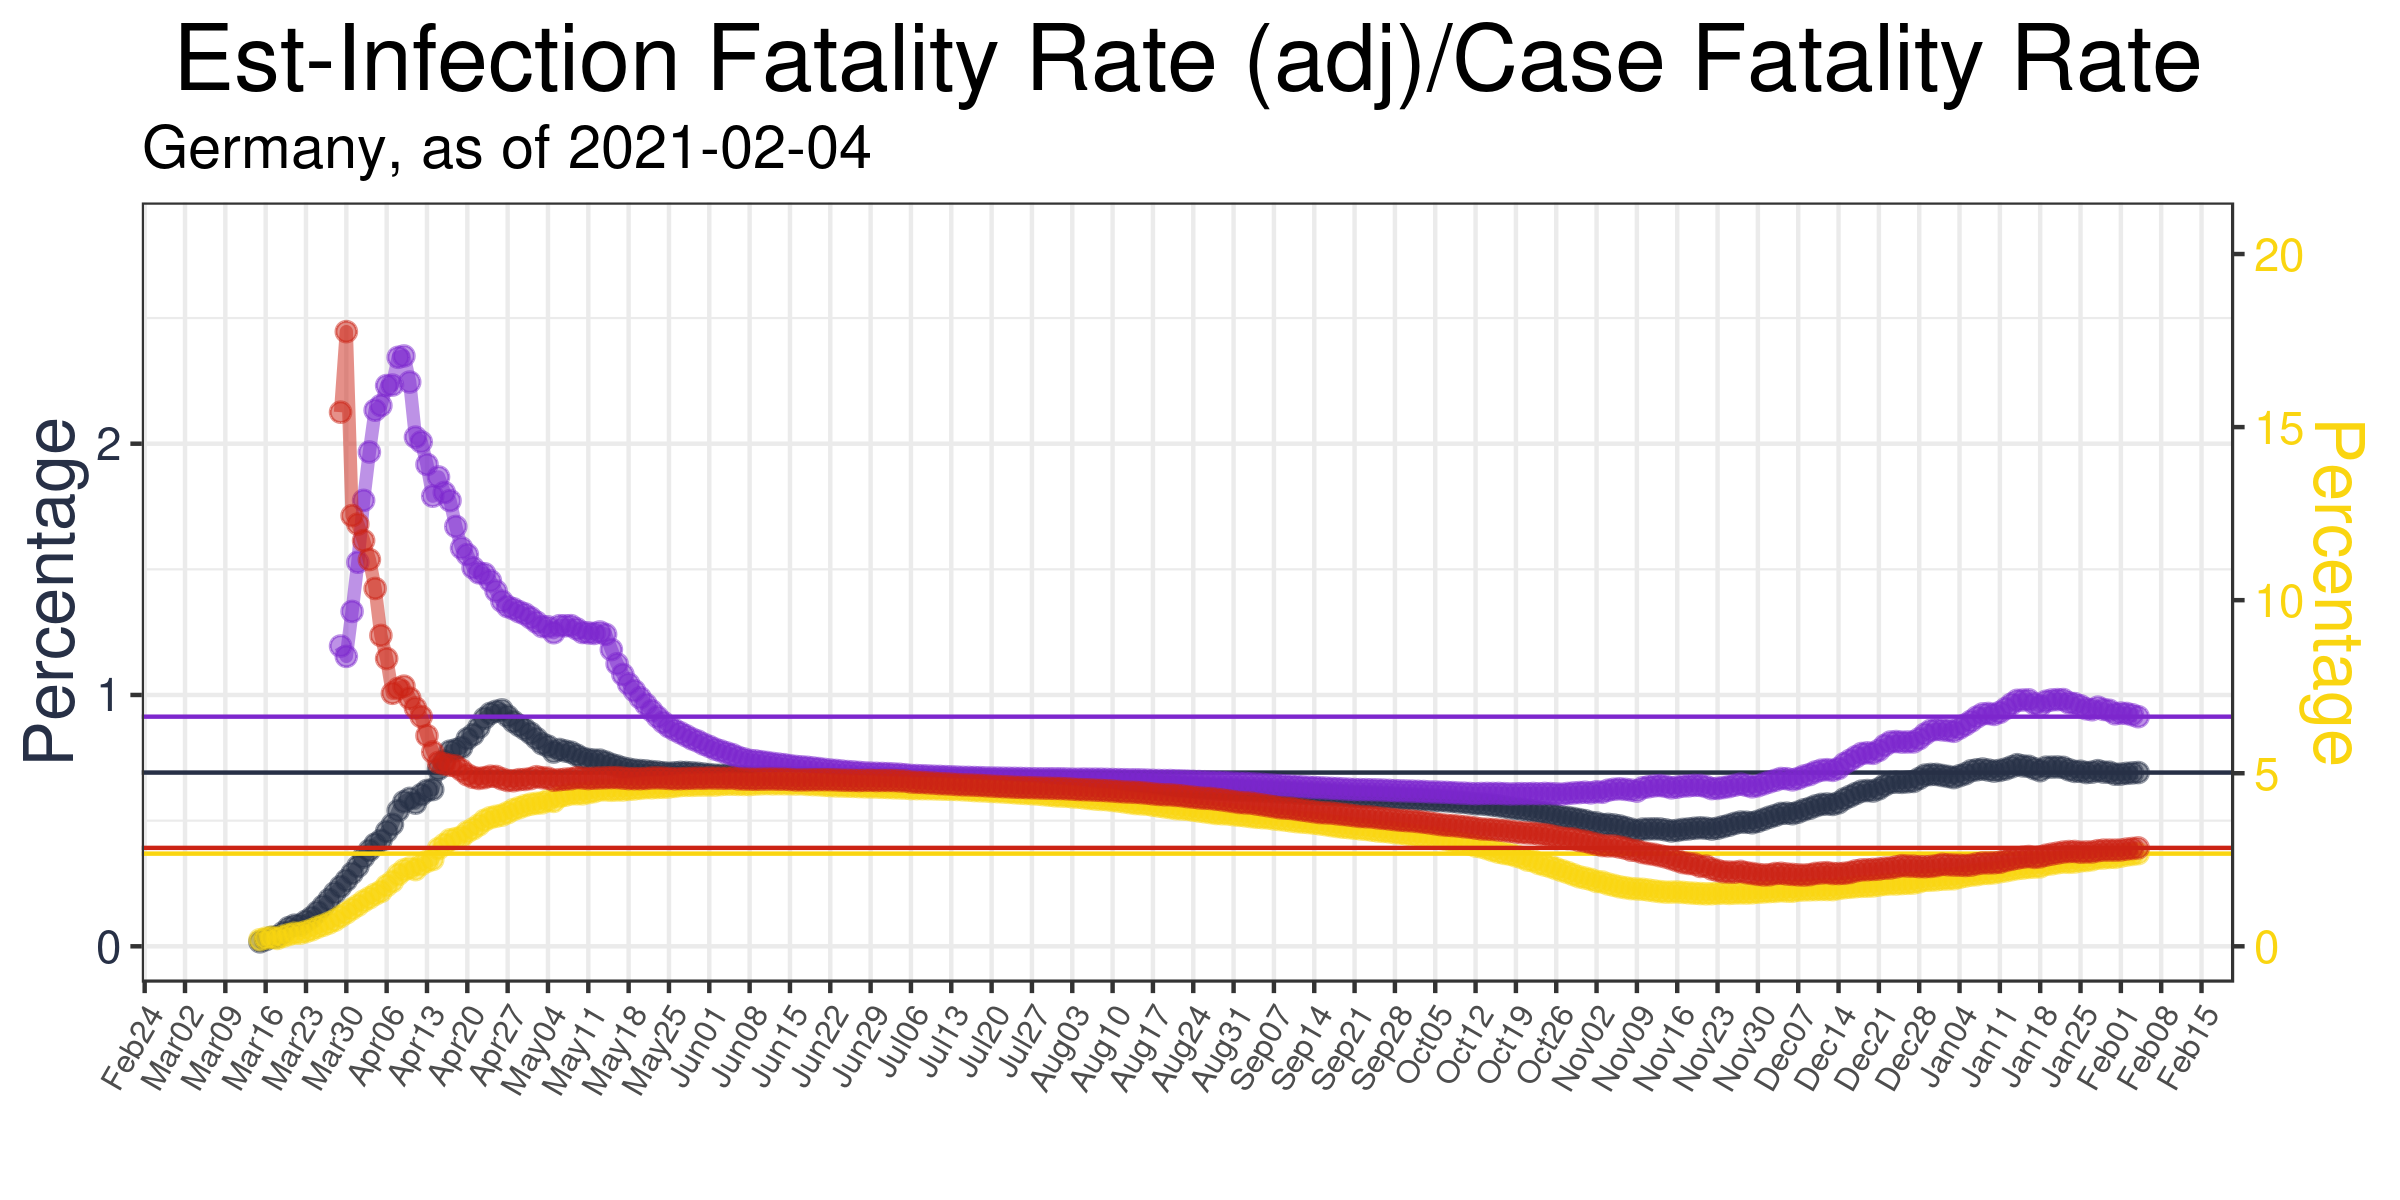 Est-Infection Fatality Rate (adj)/Case Fatality Rate
Germany, as of 2021-02-04
Percentage
2
1
0
20
15
10
5
0
Percentage
Feb24
Mar02
Mar09
Mar16
Mar23
Mar30
Apr06
Apr13
Apr20
Apr27
May04
May11
May18
May25
Jun01
Jun08
Jun15
Jun22
Jun29
Jul06
Jul13
Jul20
Jul27
Aug03
Aug10
Aug17
Aug24
Aug31
Sep07
Sep14
Sep21
Sep28
Oct05
Oct12
Oct19
Oct26
Nov02
Nov09
Nov16
Nov23
Nov30
Dec07
Dec14
Dec21
Dec28
Jan04
Jan11
Jan18
Jan25
Feb01
Feb08
Feb15